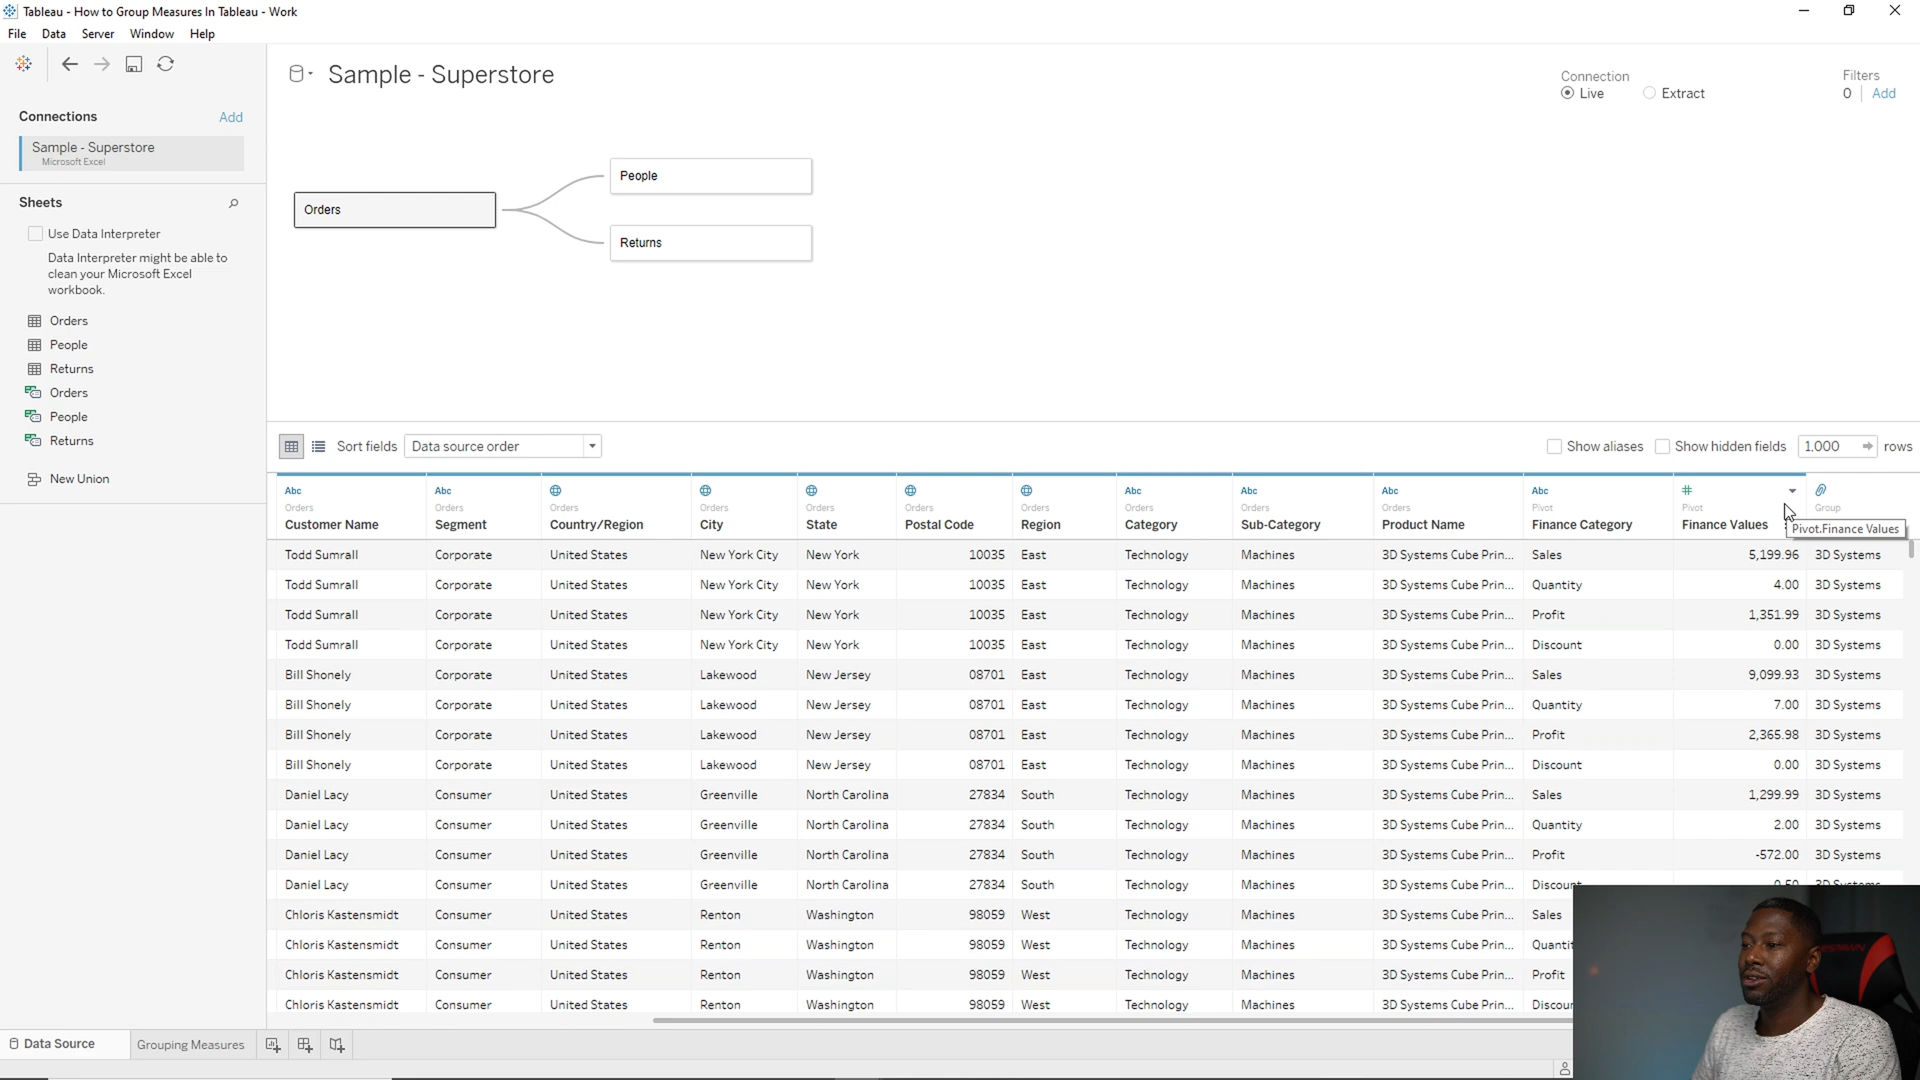 Tableau - How to Group Measures In Tableau - Work
File Data Server Window Help
Sample - Superstore
Connection
Live Extract
Filters
0 Add
Connections Add
Sample - Superstore
Microsoft Excel
Sheets
Use Data Interpreter
Data Interpreter might be able to
clean your Microsoft Excel
workbook.
Orders
People
Returns
Orders
People
Returns
New Union
Orders
People
Returns
Sort fields Data source order Show aliases Show hidden fields 1,000 rows
Abc Abc Abc Abc Abc Abc #
Orders Orders Orders Orders Orders Orders Orders Orders Orders Orders Pivot Pivot Group
Customer Name Segment Country/Region City State Postal Code Region Category Sub-Category Product Name Finance Category Finance Values
Pivot.Finance Values
Todd Sumrall Corporate United States New York City New York 10035 East Technology Machines 3D Systems Cube Prin... Sales 5,199.96 3D Systems
Todd Sumrall Corporate United States New York City New York 10035 East Technology Machines 3D Systems Cube Prin... Quantity 4.00 3D Systems
Todd Sumrall Corporate United States New York City New York 10035 East Technology Machines 3D Systems Cube Prin... Profit 1,351.99 3D Systems
Todd Sumrall Corporate United States New York City New York 10035 East Technology Machines 3D Systems Cube Prin... Discount 0.00 3D Systems
Bill Shonely Corporate United States Lakewood New Jersey 08701 East Technology Machines 3D Systems Cube Prin... Sales 9,099.93 3D Systems
Bill Shonely Corporate United States Lakewood New Jersey 08701 East Technology Machines 3D Systems Cube Prin... Quantity 7.00 3D Systems
Bill Shonely Corporate United States Lakewood New Jersey 08701 East Technology Machines 3D Systems Cube Prin... Profit 2,365.98 3D Systems
Bill Shonely Corporate United States Lakewood New Jersey 08701 East Technology Machines 3D Systems Cube Prin... Discount 0.00 3D Systems
Daniel Lacy Consumer United States Greenville North Carolina 27834 South Technology Machines 3D Systems Cube Prin... Sales 1,299.99 3D Systems
Daniel Lacy Consumer United States Greenville North Carolina 27834 South Technology Machines 3D Systems Cube Prin... Quantity 2.00 3D Systems
Daniel Lacy Consumer United States Greenville North Carolina 27834 South Technology Machines 3D Systems Cube Prin... Profit -572.00 3D Systems
Daniel Lacy Consumer United States Greenville North Carolina 27834 South Technology Machines 3D Systems Cube Prin... Discount 0.50 3D Systems
Chloris Kastensmidt Consumer United States Renton Washington 98059 West Technology Machines 3D Systems Cube Prin... Sales
Chloris Kastensmidt Consumer United States Renton Washington 98059 West Technology Machines 3D Systems Cube Prin... Quantit
Chloris Kastensmidt Consumer United States Renton Washington 98059 West Technology Machines 3D Systems Cube Prin... Profit
Chloris Kastensmidt Consumer United States Renton Washington 98059 West Technology Machines 3D Systems Cube Prin... Discou
Data Source Grouping Measures